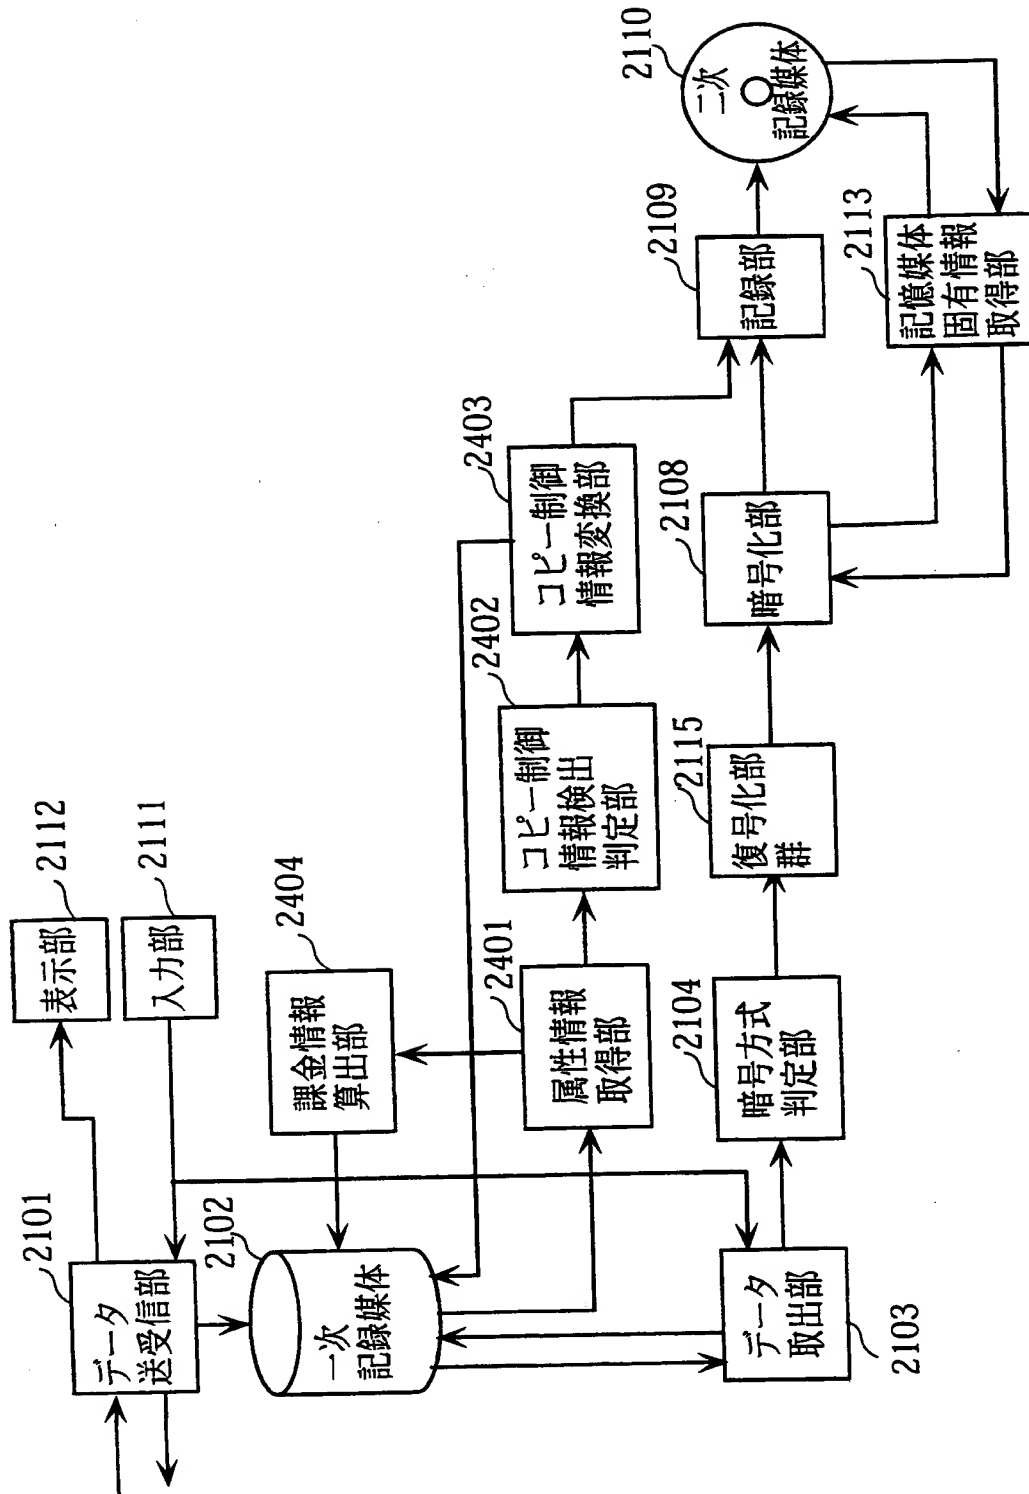 2101
データ
送受信部
表示部
2112
入力部
2111
2102
一次
記録媒体
課金情報
算出部
2404
属性情報
取得部
2401
コピー制御
情報検出
判定部
2402
コピー制御
情報変換部
2403
データ
取出部
2103
暗号方式
判定部
2104
復号化部
群
2115
暗号化部
2108
記録部
2109
二次
記録媒体
2110
記憶媒体
固有情報
取得部
2113